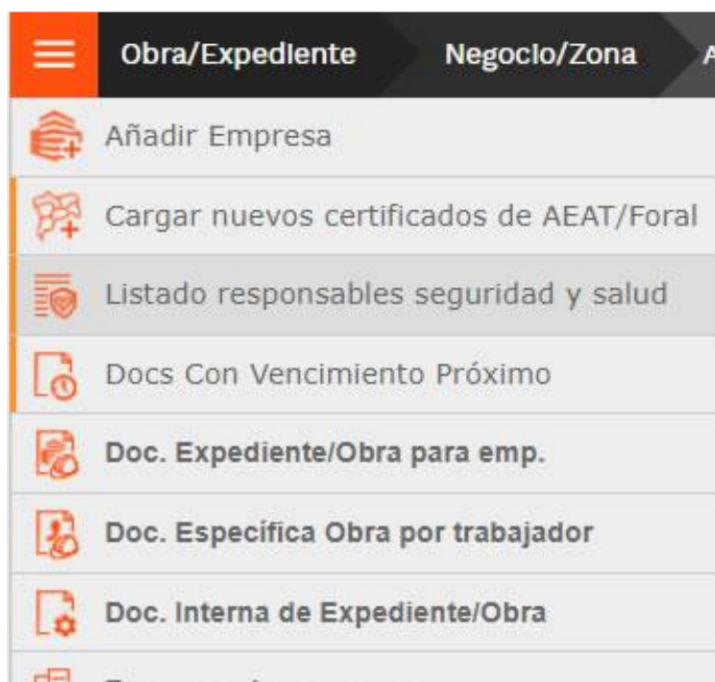 Obra/Expediente Negocio/Zona
Añadir Empresa
Cargar nuevos certificados de AEAT/Foral
Listado responsables seguridad y salud
Docs Con Vencimiento Próximo
Doc. Expediente/Obra para emp.
Doc. Específica Obra por trabajador
Doc. Interna de Expediente/Obra